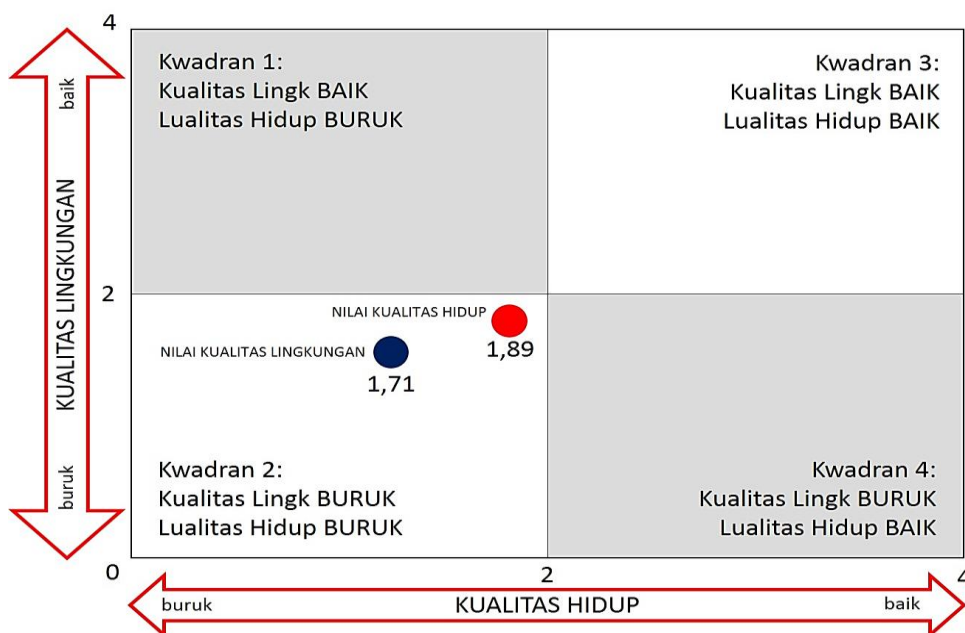 4
Kwadran 1:
Kualitas Lingk BAIK
Lualitas Hidup BURUK
Kwadran 3:
Kualitas Lingk BAIK
Lualitas Hidup BAIK
baik
KUALITAS LINGKUNGAN
buruk
2
NILAI KUALITAS HIDUP
1,89
NILAI KUALITAS LINGKUNGAN
1,71
Kwadran 2:
Kualitas Lingk BURUK
Lualitas Hidup BURUK
Kwadran 4:
Kualitas Lingk BURUK
Lualitas Hidup BAIK
0
2
4
buruk
KUALITAS HIDUP
baik